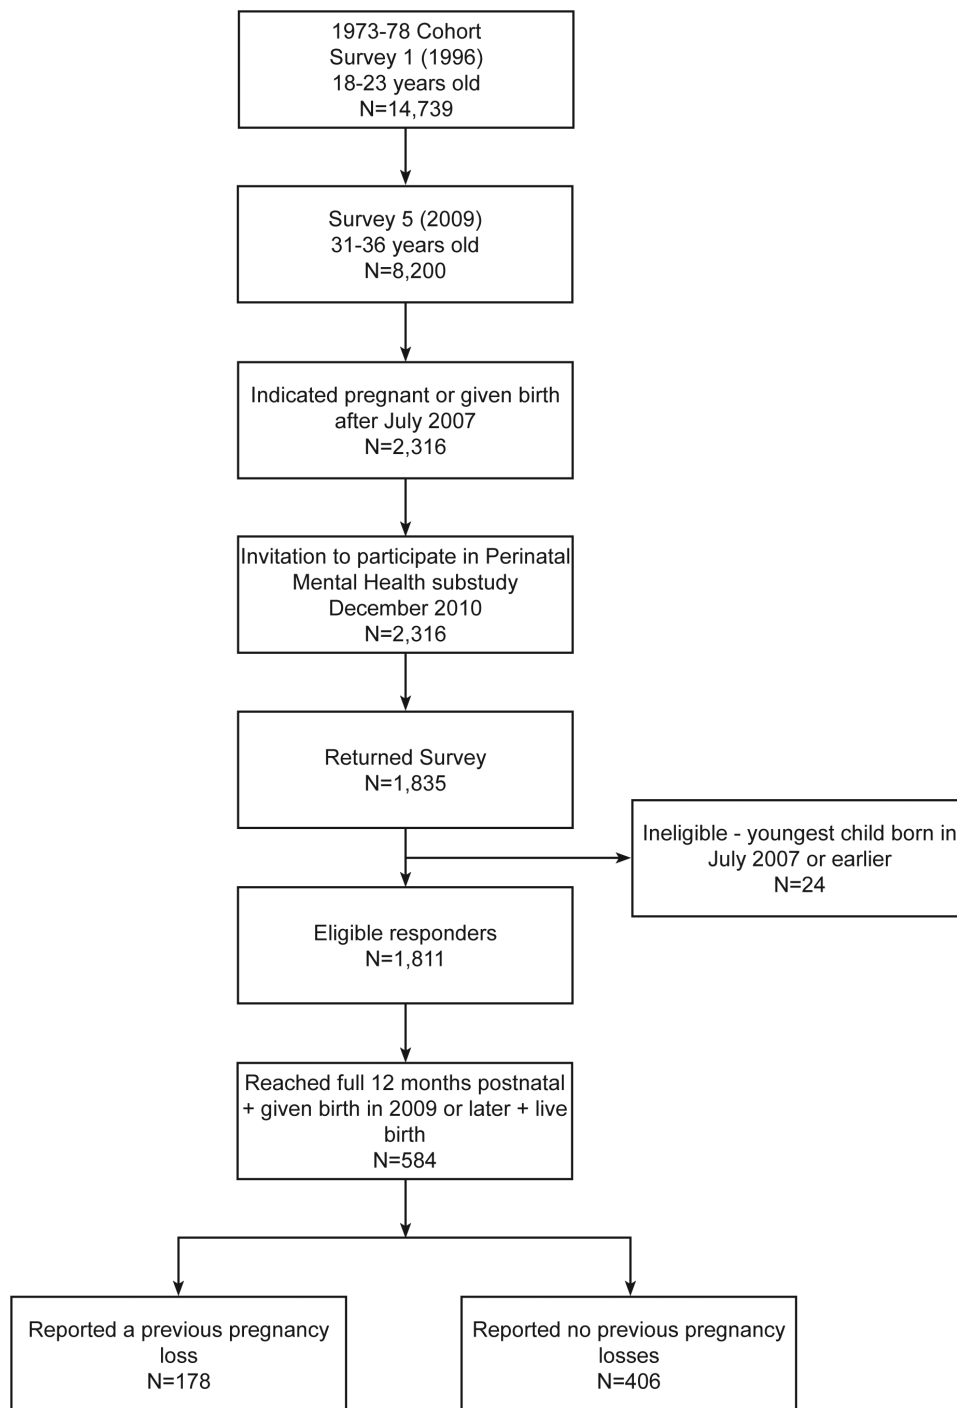 1973-78 Cohort
Survey 1 (1996)
18-23 years old
N=14,739
Survey 5 (2009)
31-36 years old
N=8,200
Indicated pregnant or given birth
after July 2007
N=2,316
Invitation to participate in Perinatal
Mental Health substudy
December 2010
N=2,316
Returned Survey
N=1,835
Ineligible - youngest child born in
July 2007 or earlier
N=24
Eligible responders
N=1,811
Reached full 12 months postnatal
+ given birth in 2009 or later + live
birth
N=584
Reported a previous pregnancy
loss
N=178
Reported no previous pregnancy
losses
N=406